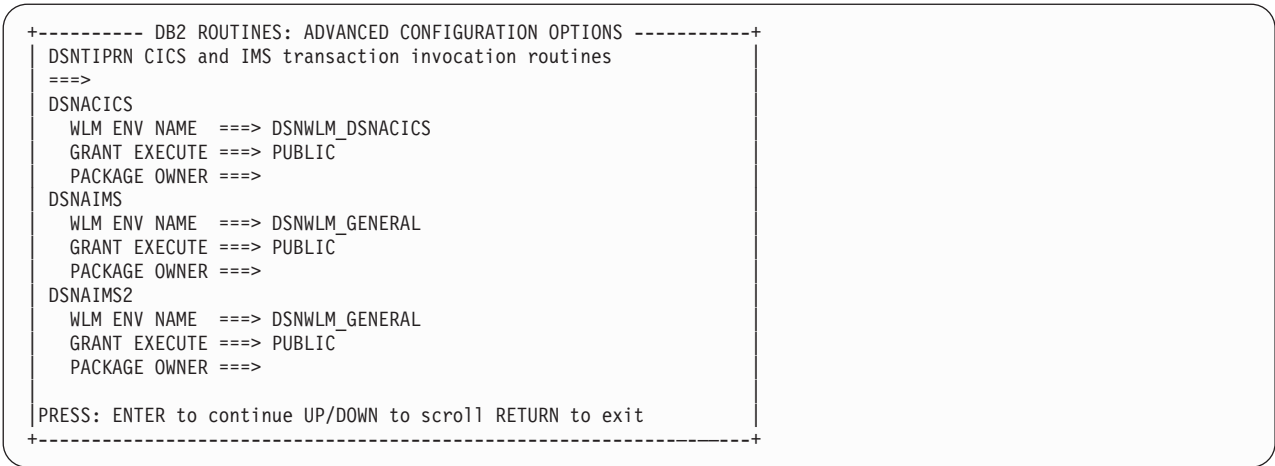 +---------- DB2 ROUTINES: ADVANCED CONFIGURATION OPTIONS -----------+
| DSNTIPRN CICS and IMS transaction invocation routines |
| ===> |
| DSNACICS |
| WLM ENV NAME ===> DSNWLM_DSNACICS |
| GRANT EXECUTE ===> PUBLIC |
| PACKAGE OWNER ===> |
| DSNAIMS |
| WLM ENV NAME ===> DSNWLM_GENERAL |
| GRANT EXECUTE ===> PUBLIC |
| PACKAGE OWNER ===> |
| DSNAIMS2 |
| WLM ENV NAME ===> DSNWLM_GENERAL |
| GRANT EXECUTE ===> PUBLIC |
| PACKAGE OWNER ===> |
| |
|PRESS: ENTER to continue UP/DOWN to scroll RETURN to exit |
+-------------------------------------------------------------------+